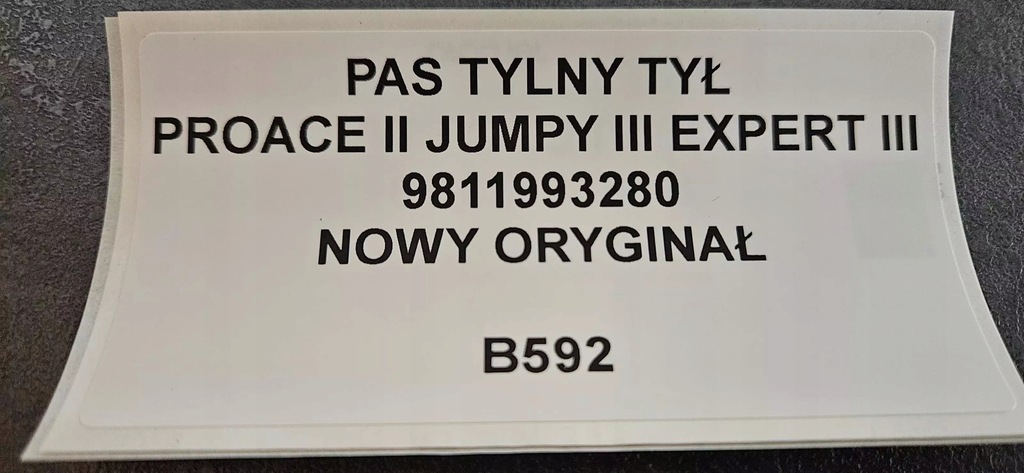 PAS TYLNY TYŁ
PROACE II JUMPY III EXPERT III
9811993280
NOWY ORYGINAŁ
B592